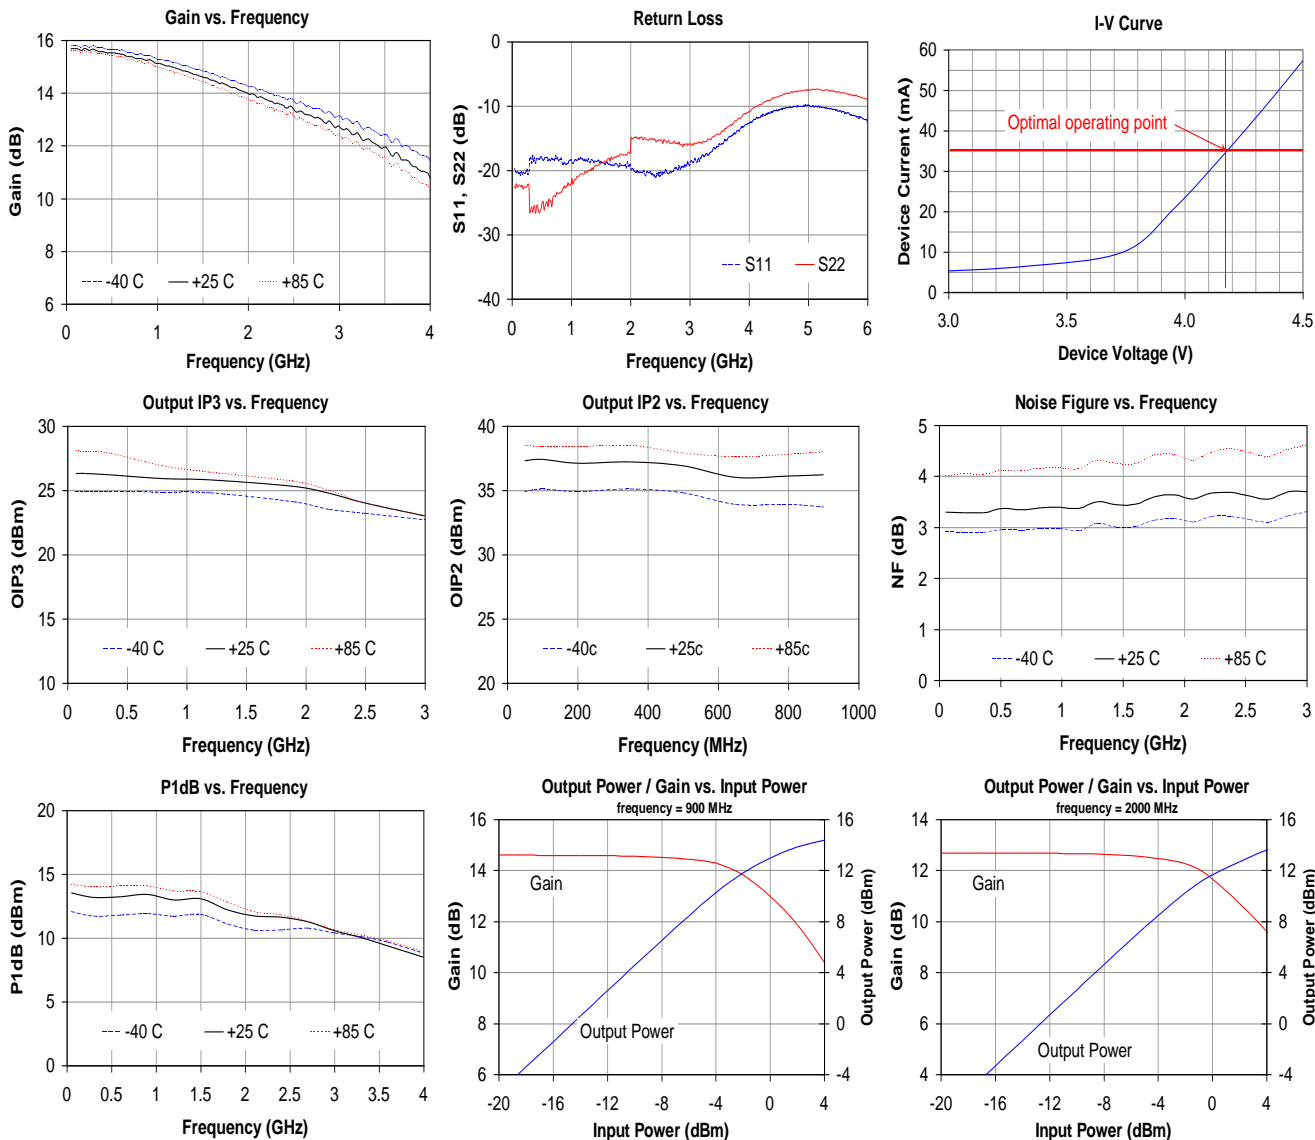 Gain vs. Frequency
Gain (dB)
16
14
12
10
8
6
-40 C +25 C +85 C
0 1 2 3 4
Frequency (GHz)
Return Loss
S11, S22 (dB)
0
-10
-20
-30
-40
S11 S22
0 1 2 3 4 5 6
Frequency (GHz)
I-V Curve
Device Current (mA)
60
50
40
30
20
10
0
Optimal operating point
3.0 3.5 4.0 4.5
Device Voltage (V)
Output IP3 vs. Frequency
OIP3 (dBm)
30
25
20
15
10
-40 C +25 C +85 C
0 0.5 1 1.5 2 2.5 3
Frequency (GHz)
Output IP2 vs. Frequency
OIP2 (dBm)
40
35
30
25
20
-40c +25c +85c
0 200 400 600 800 1000
Frequency (MHz)
Noise Figure vs. Frequency
NF (dB)
5
4
3
2
1
0
-40 C +25 C +85 C
0 0.5 1 1.5 2 2.5 3
Frequency (GHz)
P1dB vs. Frequency
P1dB (dBm)
20
15
10
5
0
-40 C +25 C +85 C
0 0.5 1 1.5 2 2.5 3 3.5 4
Frequency (GHz)
Output Power / Gain vs. Input Power
frequency = 900 MHz
Gain (dB)
16
14
12
10
8
6
Gain
Output Power
16
12
8
4
0
-4
Output Power (dBm)
-20 -16 -12 -8 -4 0 4
Input Power (dBm)
Output Power / Gain vs. Input Power
frequency = 2000 MHz
Gain (dB)
14
12
10
8
6
4
Gain
Output Power
16
12
8
4
0
-4
Output Power (dBm)
-20 -16 -12 -8 -4 0 4
Input Power (dBm)